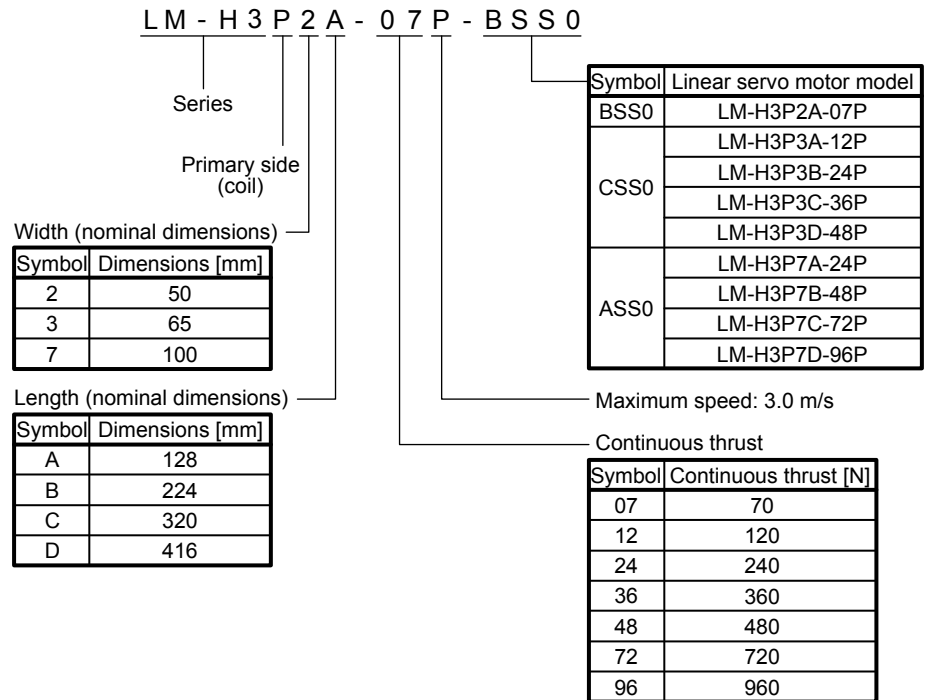 LM-H3P2A-07P-BSS0
Series
Primary side
(coil)
Width (nominal dimensions)
Symbol Dimensions [mm]
2 50
3 65
7 100
Length (nominal dimensions)
Symbol Dimensions [mm]
A 128
B 224
C 320
D 416
Symbol Linear servo motor model
BSS0 LM-H3P2A-07P
CSS0
LM-H3P3A-12P
LM-H3P3B-24P
LM-H3P3C-36P
LM-H3P3D-48P
ASS0
LM-H3P7A-24P
LM-H3P7B-48P
LM-H3P7C-72P
LM-H3P7D-96P
Maximum speed: 3.0 m/s
Continuous thrust
Symbol Continuous thrust [N]
07 70
12 120
24 240
36 360
48 480
72 720
96 960